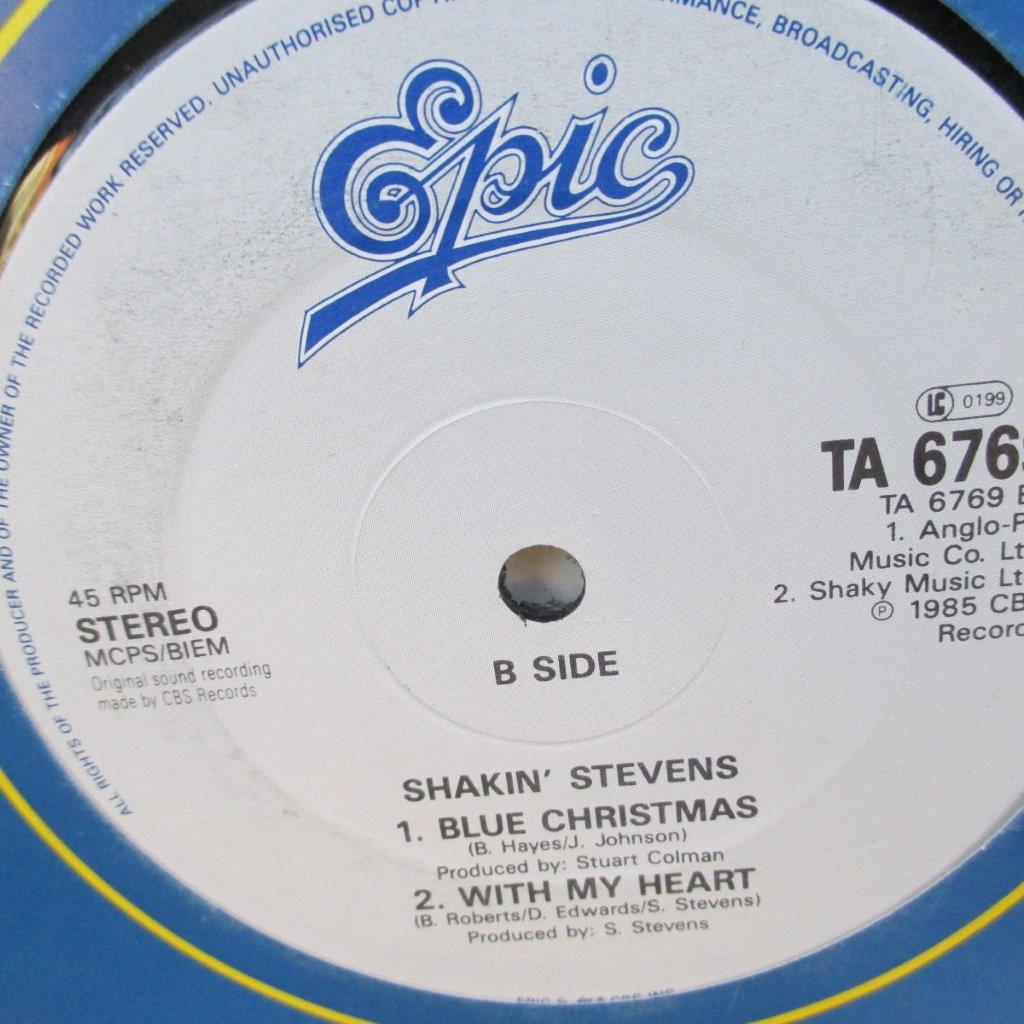 ALL RIGHTS OF THE PRODUCER AND OF THE OWNER OF THE RECORDED WORK RESERVED. UNAUTHORISED BROADCASTING, HIRING OR
Epic
LC 0199
TA 6769
TA 6769 B
1. Anglo-
Music Co. Lt
2. Shaky Music Lt
℗ 1985 CB
Recor
45 RPM
STEREO
MCPS/BIEM
Original sound recording
made by CBS Records
B SIDE
SHAKIN' STEVENS
1. BLUE CHRISTMAS
(B. Hayes/J. Johnson)
Produced by: Stuart Colman
2. WITH MY HEART
(B. Roberts/D. Edwards/S. Stevens)
Produced by: S. Stevens